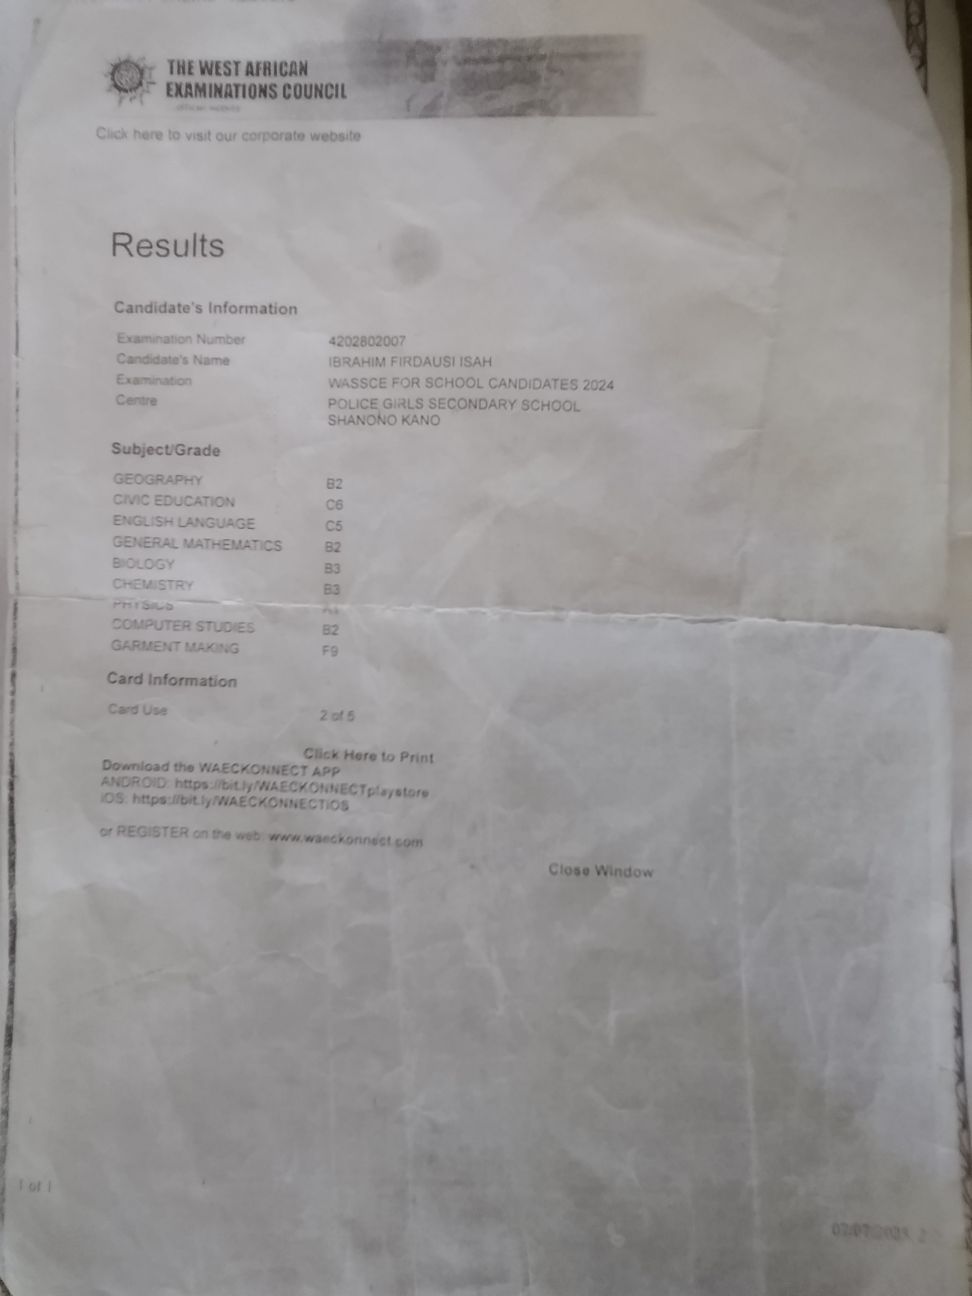 THE WEST AFRICAN
EXAMINATIONS COUNCIL
Click here to visit our corporate website
Results
Candidate's Information
Examination Number 4202802007
Candidate's Name IBRAHIM FIRDAUSI ISAH
Examination WASSCE FOR SCHOOL CANDIDATES 2024
Centre POLICE GIRLS SECONDARY SCHOOL
SHANONO KANO
Subject/Grade
GEOGRAPHY B2
CIVIC EDUCATION C6
ENGLISH LANGUAGE C5
GENERAL MATHEMATICS B2
BIOLOGY B3
CHEMISTRY B3
PHYSICS
COMPUTER STUDIES B2
GARMENT MAKING F9
Card Information
Card Use 2 of 5
Click Here to Print
Download the WAECKONNECT APP
ANDROID: https://bit.ly/WAECKONNECTplaystore
iOS: https://bit.ly/WAECKONNECTiOS
or REGISTER on the web: www.waeckonnect.com
Close Window
1 of 1